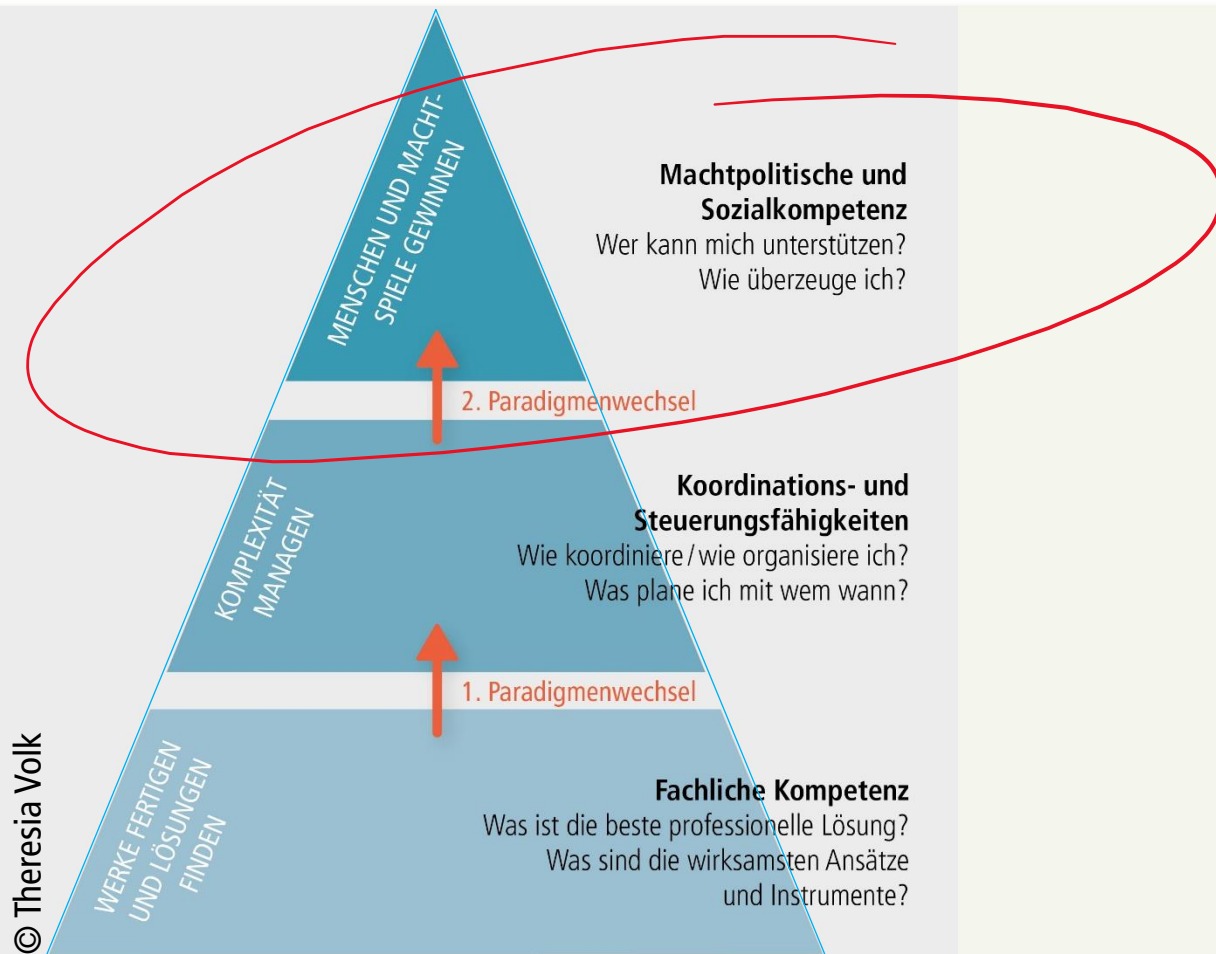 MENSCHEN UND MACHT-
SPIELE GEWINNEN
Machtpolitische und
Sozialkompetenz
Wer kann mich unterstützen?
Wie überzeuge ich?
2. Paradigmenwechsel
KOMPLEXITÄT
MANAGEN
Koordinations- und
Steuerungsfähigkeiten
Wie koordiniere / wie organisiere ich?
Was plane ich mit wem wann?
1. Paradigmenwechsel
WERKE FERTIGEN
UND LÖSUNGEN
FINDEN
Fachliche Kompetenz
Was ist die beste professionelle Lösung?
Was sind die wirksamsten Ansätze
und Instrumente?
© Theresia Volk